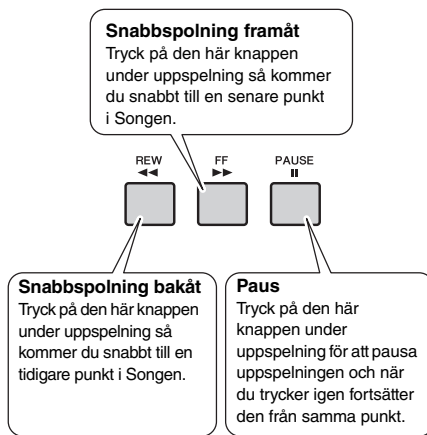 Snabbspolning framåt
Tryck på den här knappen
under uppspelning så kommer
du snabbt till en senare punkt
i Songen.
REW
FF
PAUSE
Snabbspolning bakåt
Tryck på den här knappen
under uppspelning så
kommer du snabbt till en
tidigare punkt i Songen.
Paus
Tryck på den här
knappen under
uppspelning för att pausa
uppspelningen och när
du trycker igen fortsätter
den från samma punkt.